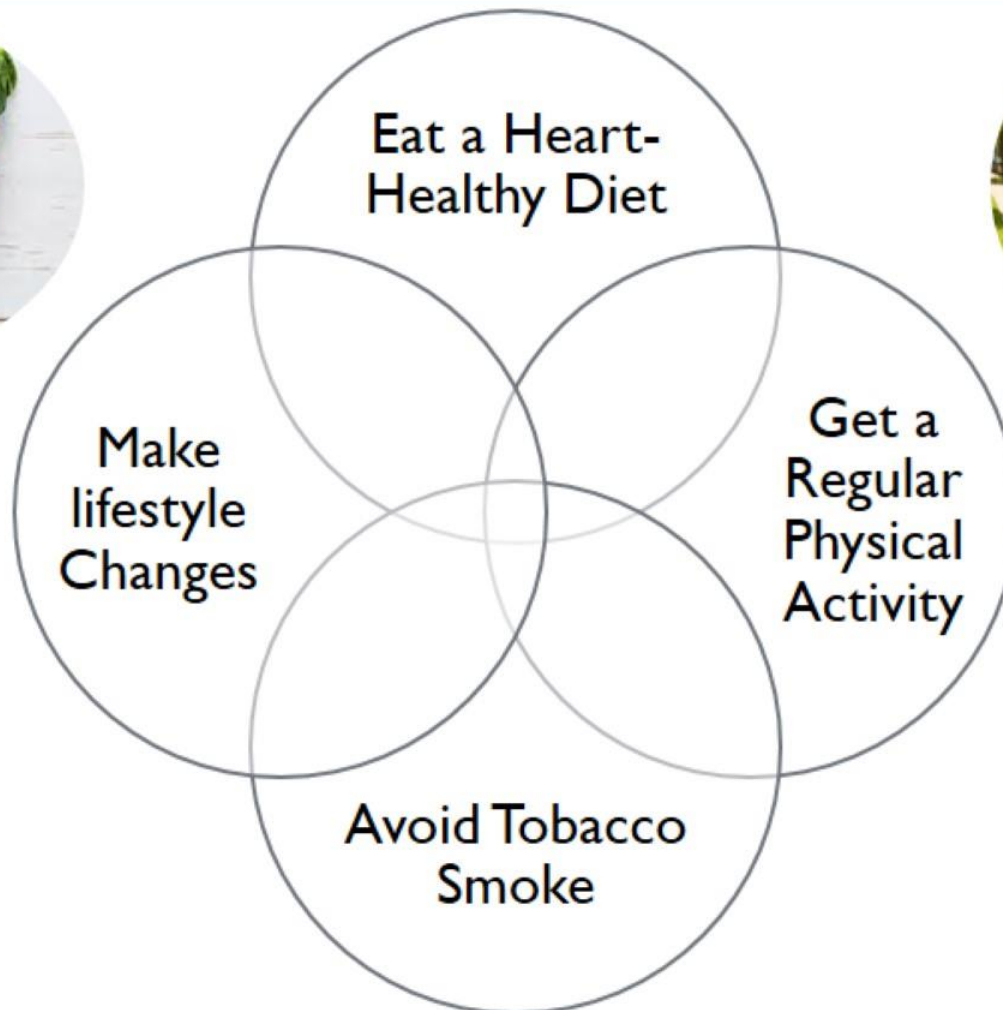 Eat a Heart-
Healthy Diet
Make
lifestyle
Changes
Get a
Regular
Physical
Activity
Avoid Tobacco
Smoke